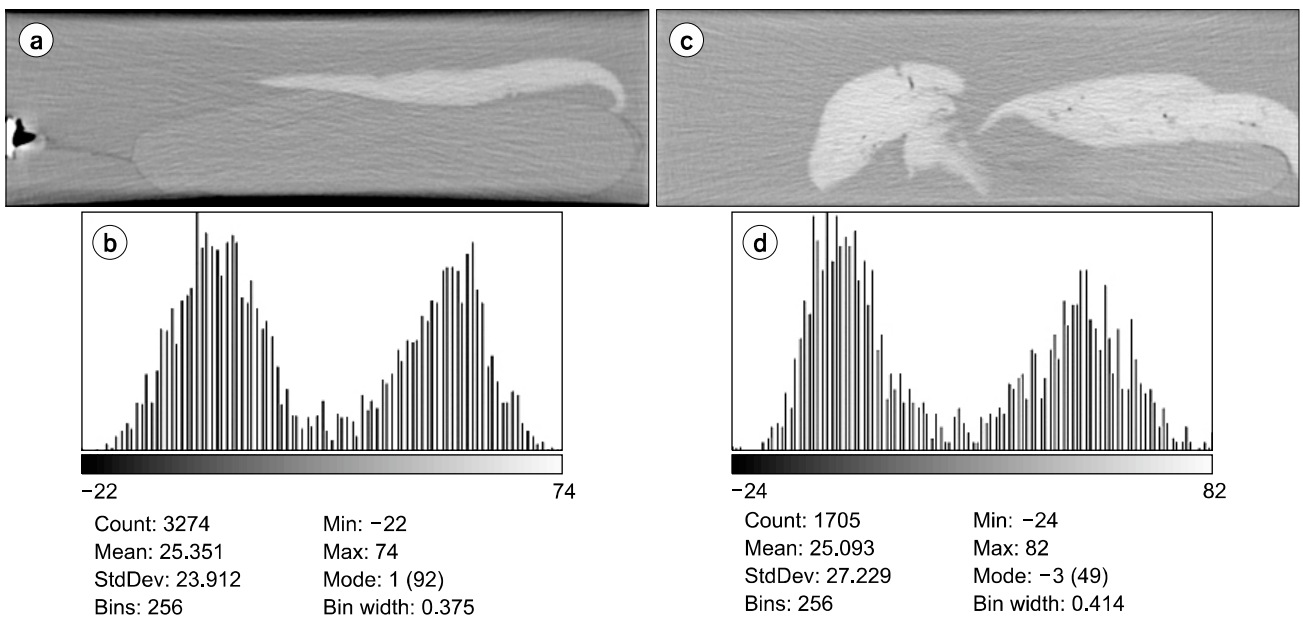 a
c
b
d
−22 74
−24 82
Count: 3274 Min: −22
Mean: 25.351 Max: 74
StdDev: 23.912 Mode: 1 (92)
Bins: 256 Bin width: 0.375
Count: 1705 Min: −24
Mean: 25.093 Max: 82
StdDev: 27.229 Mode: −3 (49)
Bins: 256 Bin width: 0.414